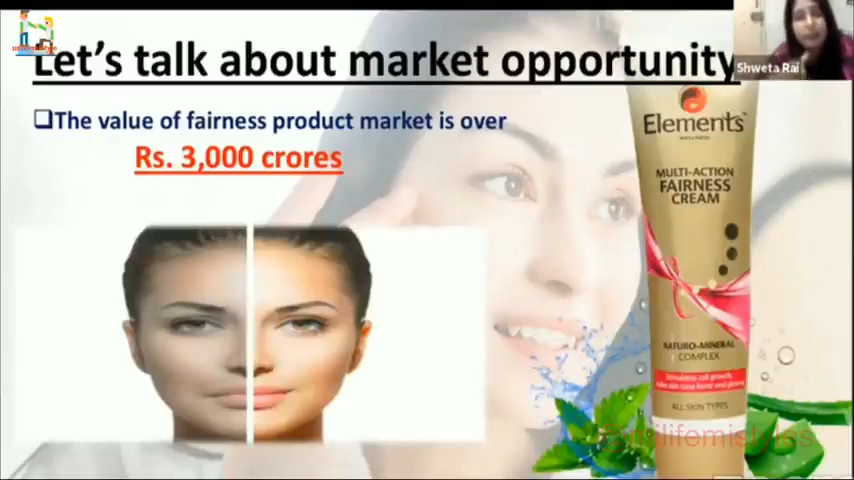 Let's talk about market opportunity
Shweta Rai
The value of fairness product market is over
Rs. 3,000 crores
Elements
MULTI-ACTION
FAIRNESS
CREAM
NATURO-MINERAL
COMPLEX
ALL SKIN TYPES